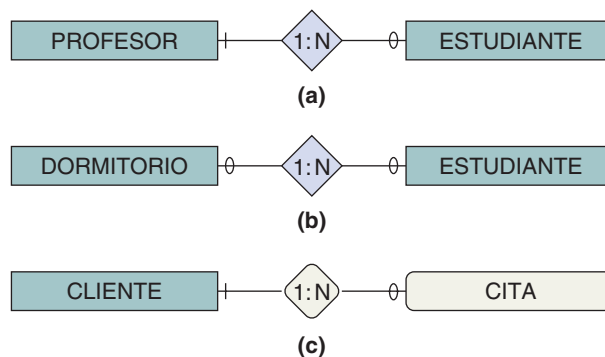 PROFESOR 1:N ESTUDIANTE
(a)
DORMITORIO 1:N ESTUDIANTE
(b)
CLIENTE 1:N CITA
(c)